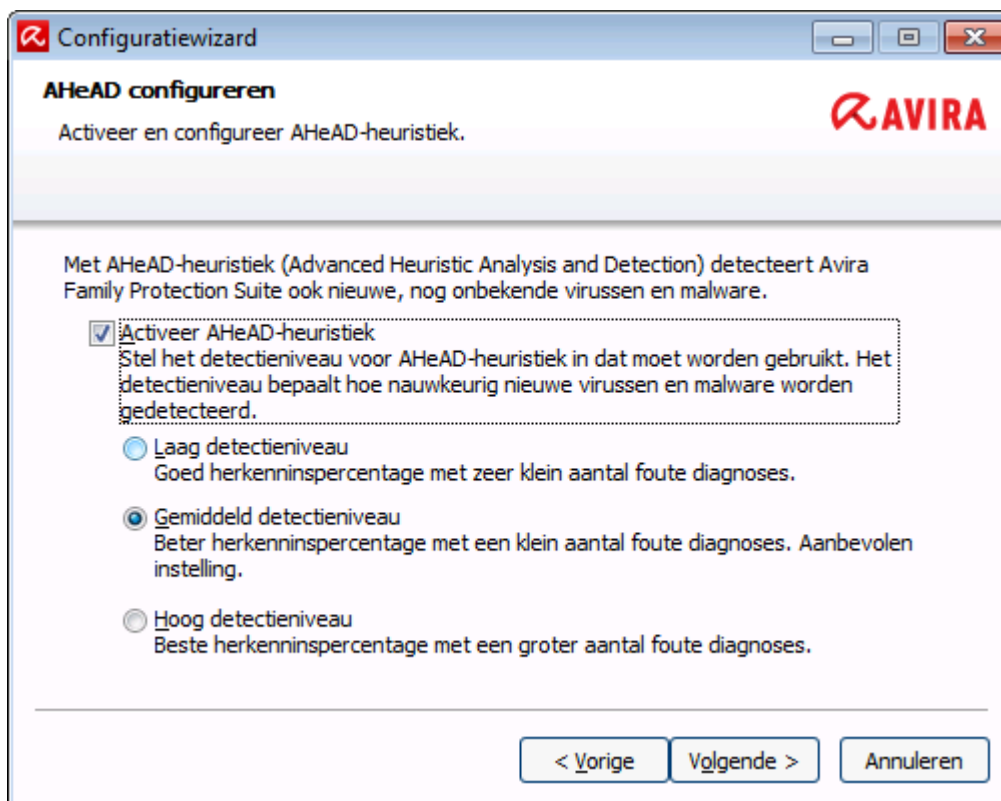 Configuratiewizard
AHeAD configureren
AVIRA
Activeer en configureer AHeAD-heuristiek.
Met AHeAD-heuristiek (Advanced Heuristic Analysis and Detection) detecteert Avira
Family Protection Suite ook nieuwe, nog onbekende virussen en malware.
Activeer AHeAD-heuristiek
Stel het detectieniveau voor AHeAD-heuristiek in dat moet worden gebruikt. Het
detectieniveau bepaalt hoe nauwkeurig nieuwe virussen en malware worden
gedetecteerd.
Laag detectieniveau
Goed herkenninspercentage met zeer klein aantal foute diagnoses.
Gemiddeld detectieniveau
Beter herkenninspercentage met een klein aantal foute diagnoses. Aanbevolen
instelling.
Hoog detectieniveau
Beste herkenninspercentage met een groter aantal foute diagnoses.
< Vorige
Volgende >
Annuleren